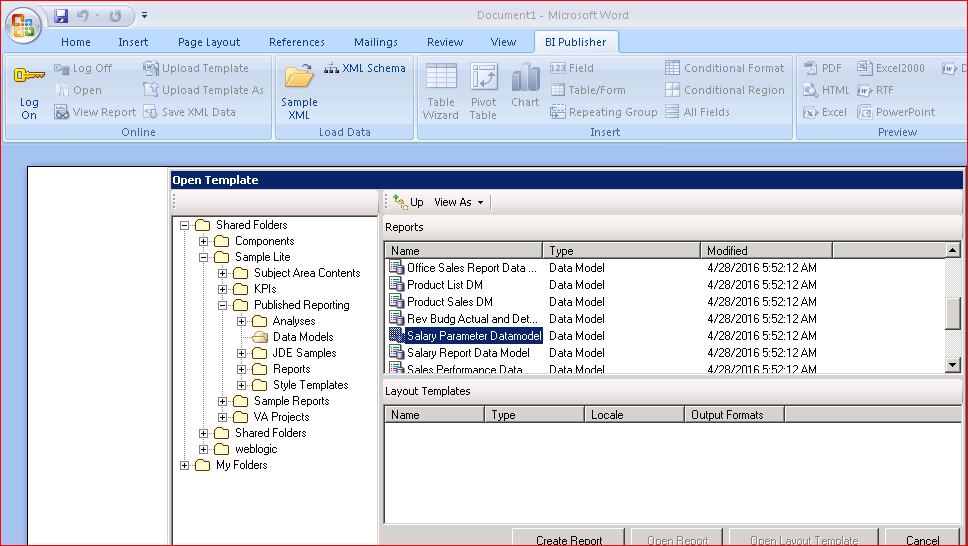 Document1 - Microsoft Word
Home Insert Page Layout References Mailings Review View BI Publisher
Log On
Log Off
Open
View Report
Upload Template
Upload Template As
Save XML Data
Online
Sample XML
XML Schema
Load Data
Table Wizard
Pivot Table
Chart
Field
Table/Form
Repeating Group
Conditional Format
Conditional Region
All Fields
Insert
PDF
HTML
Excel
Excel2000
RTF
PowerPoint
D
Preview
Open Template
Up View As
Shared Folders
Components
Sample Lite
Subject Area Contents
KPIs
Published Reporting
Analyses
Data Models
JDE Samples
Reports
Style Templates
Sample Reports
VA Projects
Shared Folders
weblogic
My Folders
Reports
Name Type Modified
Office Sales Report Data ... Data Model 4/28/2016 5:52:12 AM
Product List DM Data Model 4/28/2016 5:52:12 AM
Product Sales DM Data Model 4/28/2016 5:52:12 AM
Rev Budg Actual and Det... Data Model 4/28/2016 5:52:12 AM
Salary Parameter Datamodel Data Model 4/28/2016 5:52:12 AM
Salary Report Data Model Data Model 4/28/2016 5:52:12 AM
Sales Performance Data Data Model 4/28/2016 5:52:12 AM
Layout Templates
Name Type Locale Output Formats
Create Report Open Report Open Layout Template Cancel